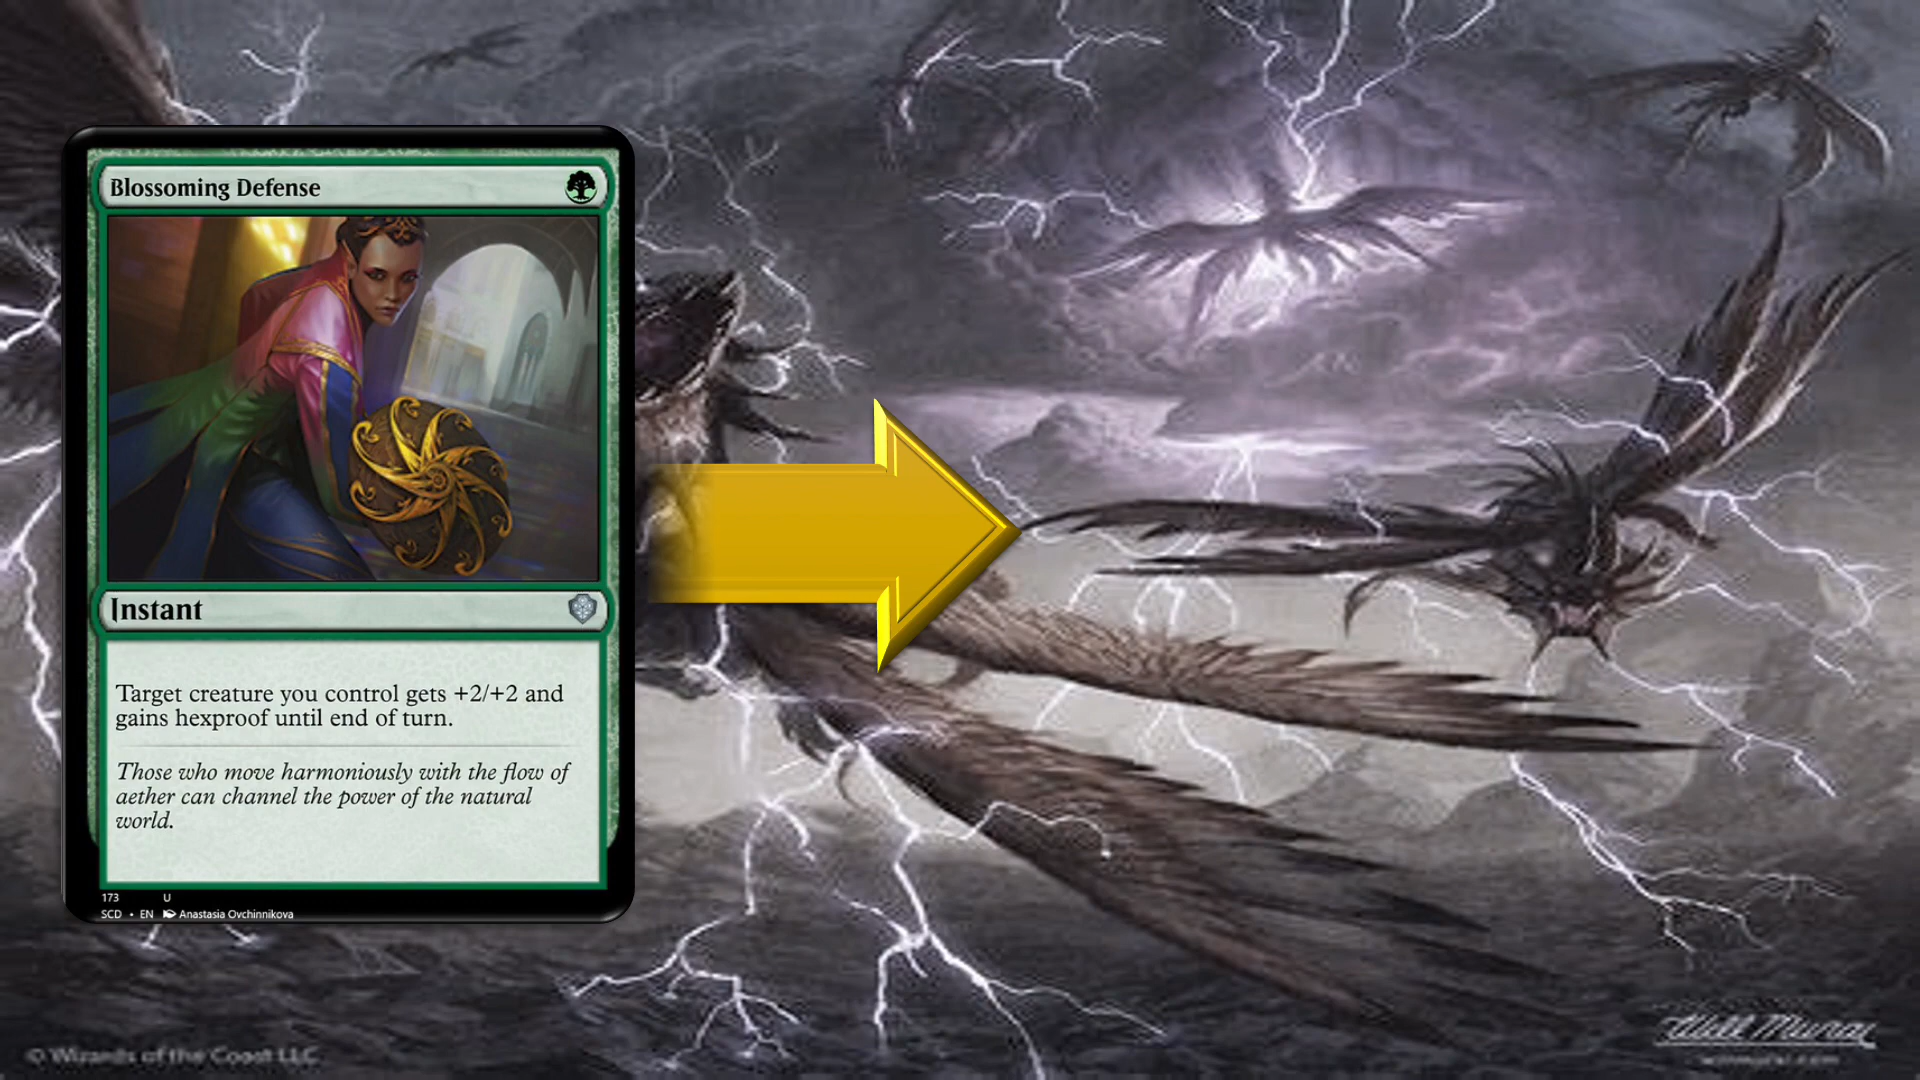 Blossoming Defense
Instant
Target creature you control gets +2/+2 and
gains hexproof until end of turn.
Those who move harmoniously with the flow of
aether can channel the power of the natural
world.
173 U
SCD • EN Anastasia Ovchinnikova
© Wizards of the Coast LLC
Will Murai